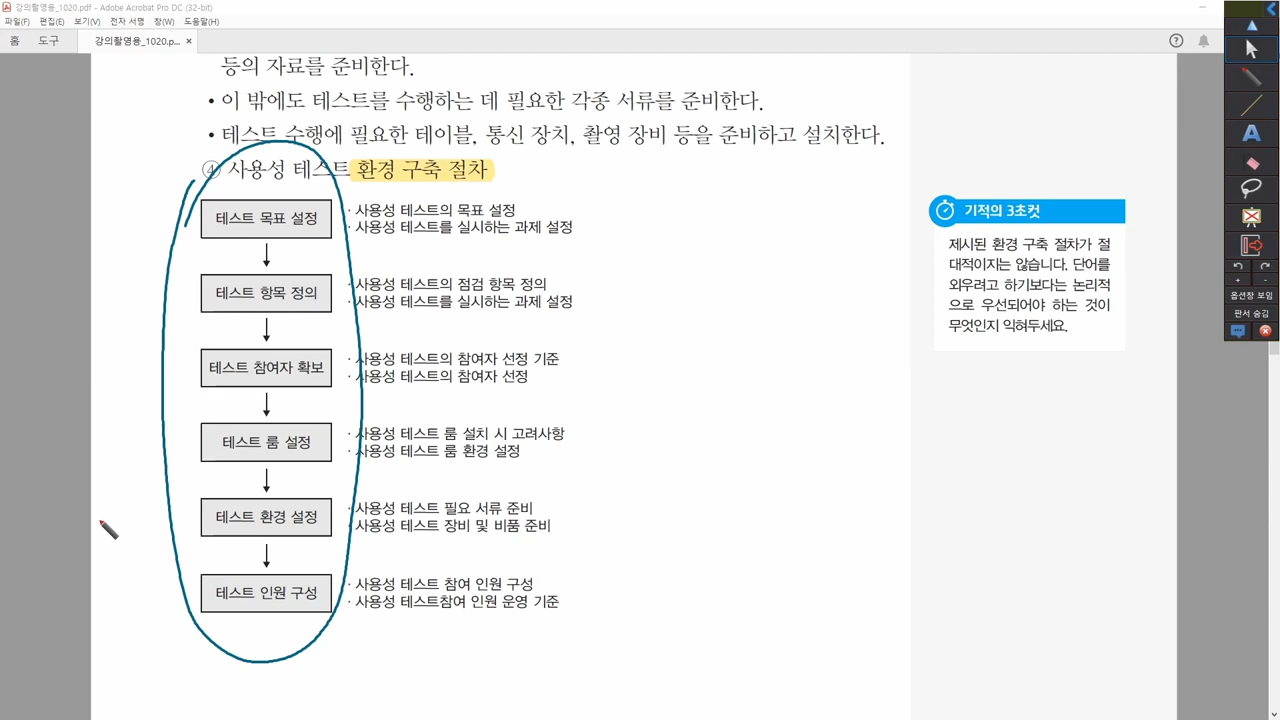 강의촬영용_1020.pdf - Adobe Acrobat Pro DC (32-bit)
파일(F) 편집(E) 보기(V) 전자 서명 창(W) 도움말(H)
홈 도구 강의촬영용_1020.p... ×
등의 자료를 준비한다.
• 이 밖에도 테스트를 수행하는 데 필요한 각종 서류를 준비한다.
• 테스트 수행에 필요한 테이블, 통신 장치, 촬영 장비 등을 준비하고 설치한다.
④ 사용성 테스트 환경 구축 절차
테스트 목표 설정
· 사용성 테스트의 목표 설정
· 사용성 테스트를 실시하는 과제 설정
테스트 항목 정의
· 사용성 테스트의 점검 항목 정의
· 사용성 테스트를 실시하는 과제 설정
테스트 참여자 확보
· 사용성 테스트의 참여자 선정 기준
· 사용성 테스트의 참여자 선정
테스트 룸 설정
· 사용성 테스트 룸 설치 시 고려사항
· 사용성 테스트 룸 환경 설정
테스트 환경 설정
· 사용성 테스트 필요 서류 준비
· 사용성 테스트 장비 및 비품 준비
테스트 인원 구성
· 사용성 테스트 참여 인원 구성
· 사용성 테스트참여 인원 운영 기준
기적의 3초컷
제시된 환경 구축 절차가 절
대적이지는 않습니다. 단어를
외우려고 하기보다는 논리적
으로 우선되어야 하는 것이
무엇인지 익혀두세요.
A
+ -
옵션장 보임
판서 숨김